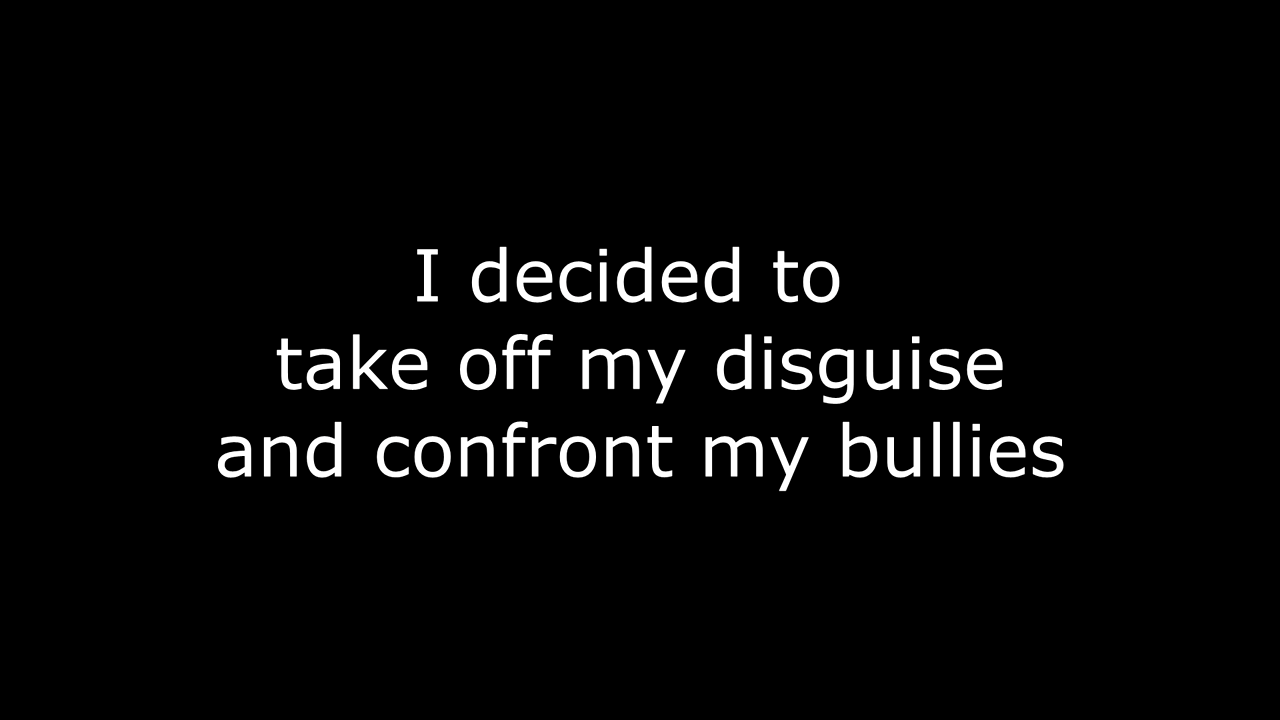 I decided to
take off my disguise
and confront my bullies